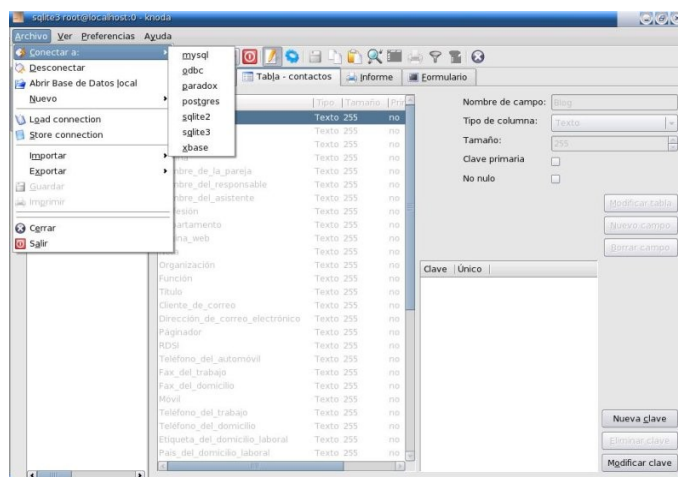 sqlite3 root@localhost:0 - knoda
Archivo Ver Preferencias Ayuda
Conectar a:
Desconectar
Abrir Base de Datos local
Nuevo
Load connection
Store connection
Importar
Exportar
Guardar
Imprimir
Cerrar
Salir
mysql
odbc
paradox
postgres
sqlite2
sqlite3
xbase
Tabla - contactos Informe Formulario
Tipo Tamaño
Texto 255 no
Texto 255 no
Texto 255 no
Texto 255 no
mbre_de_la_pareja Texto 255 no
mbre_del_responsable Texto 255 no
mbre_del_asistente Texto 255 no
esión Texto 255 no
artamento Texto 255 no
ina_web Texto 255 no
Texto 255 no
Organización Texto 255 no
Función Texto 255 no
Título Texto 255 no
Cliente_de_correo Texto 255 no
Dirección_de_correo_electrónico Texto 255 no
Paginador Texto 255 no
RDSI Texto 255 no
Teléfono_del_automóvil Texto 255 no
Fax_del_trabajo Texto 255 no
Fax_del_domicilio Texto 255 no
Móvil Texto 255 no
Teléfono_del_trabajo Texto 255 no
Teléfono_del_domicilio Texto 255 no
Etiqueta_del_domicilio_laboral Texto 255 no
País_del_domicilio_laboral Texto 255 no
Nombre de campo: Blog
Tipo de columna: Texto
Tamaño: 255
Clave primaria
No nulo
Modificar tabla
Nuevo campo
Borrar campo
Clave Único
Nueva clave
Eliminar clave
Modificar clave